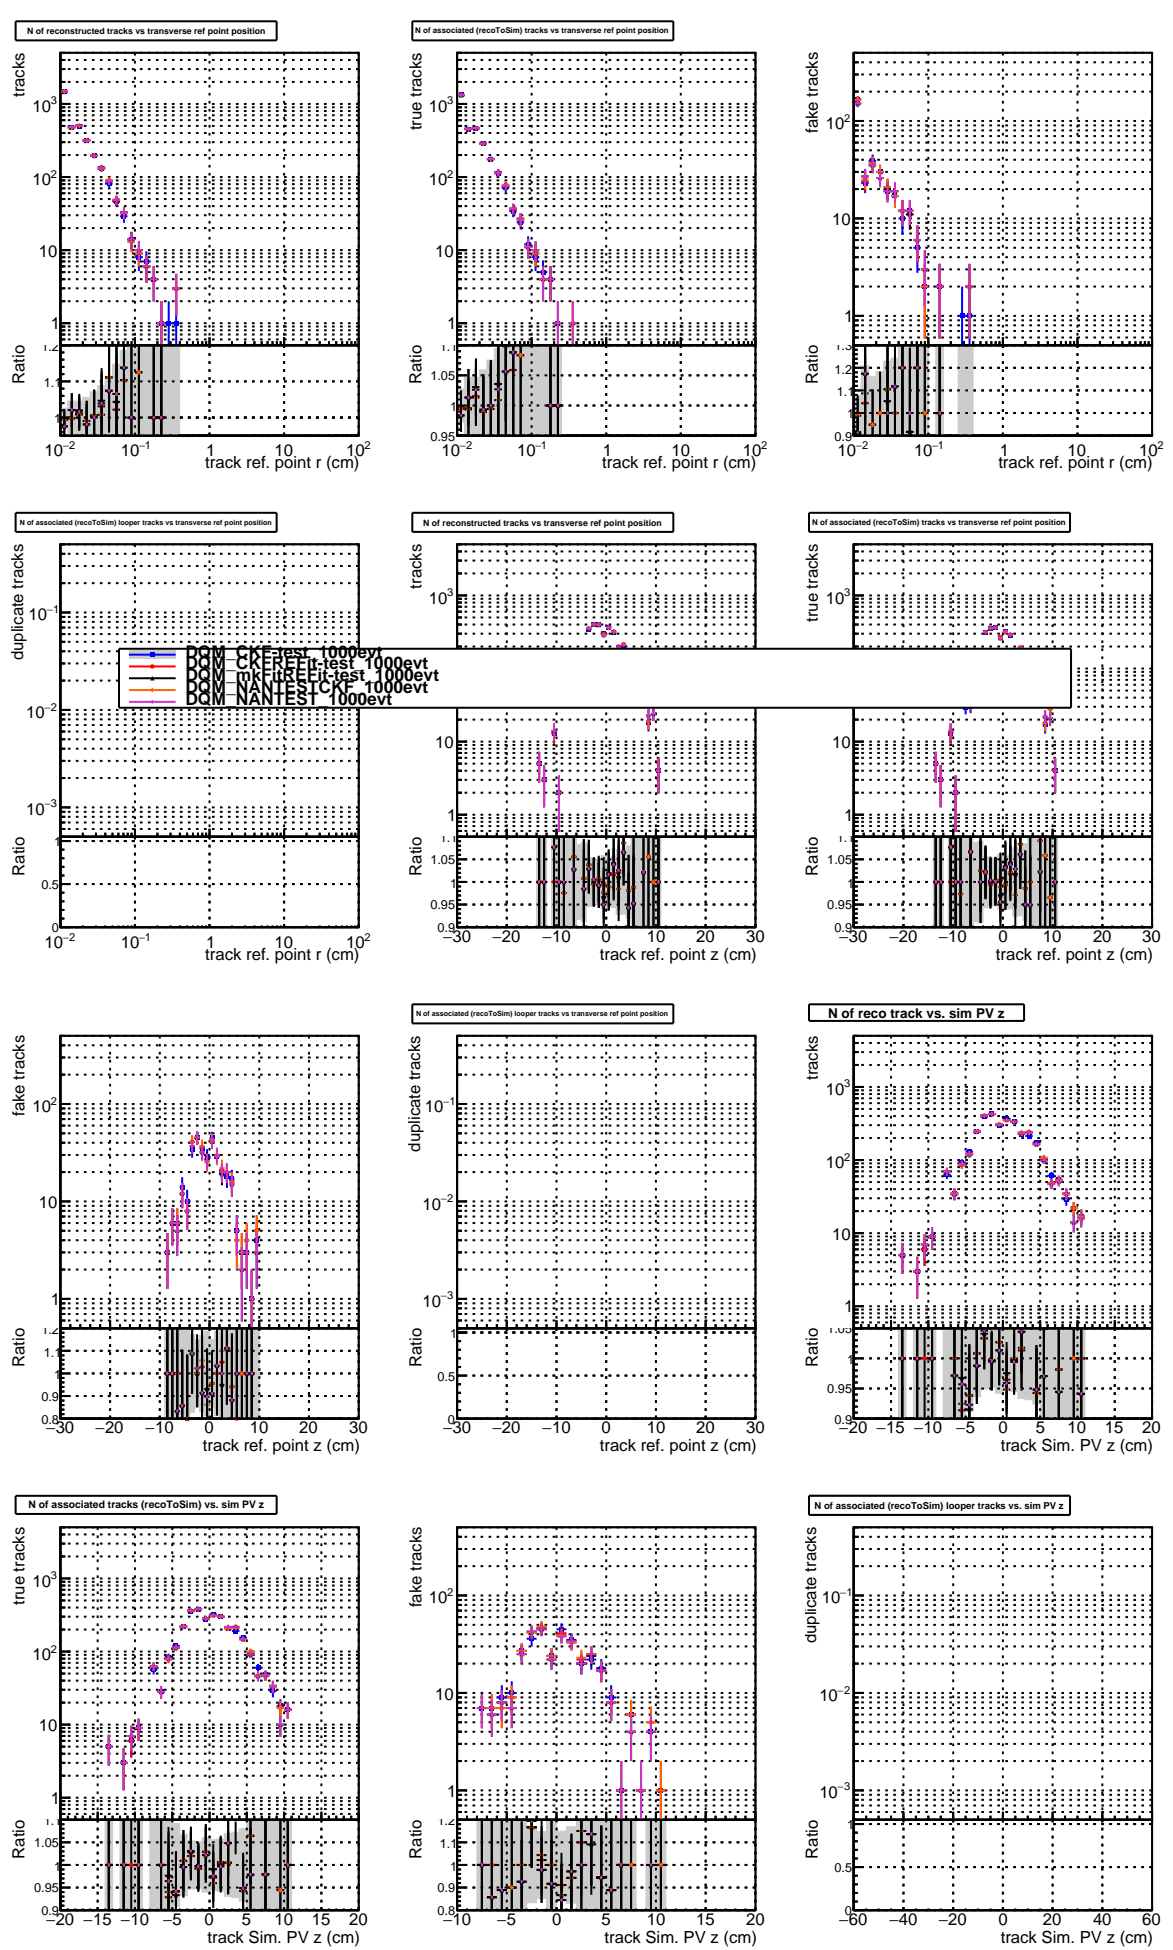 N of reconstructed tracks vs transverse ref point position
N of associated (recoToSim) tracks vs transverse ref point position
tracks
true tracks
fake tracks
10³
10²
10
1
10³
10²
10
1
10²
10
1
Ratio
1.2
1.1
Ratio
1.05
0.95
Ratio
1.3
1.2
1.1
1
0.9
10⁻² 10⁻¹ 1 10 10²
10⁻² 10⁻¹ 1 10 10²
10⁻² 10⁻¹ 1 10 10²
track ref. point r (cm)
track ref. point r (cm)
track ref. point r (cm)
N of associated (recoToSim) looper tracks vs transverse ref point position
N of reconstructed tracks vs transverse ref point position
N of associated (recoToSim) tracks vs transverse ref point position
duplicate tracks
tracks
true tracks
10⁻¹
10⁻²
10⁻³
10³
10
1
10³
10
1
DQM_CKF-test_1000evt
DQM_CKFREFit-test_1000evt
DQM_mkFitREFit-test_1000evt
DQM_NANTESTCKF_1000evt
DQM_NANTEST_1000evt
Ratio
1
0.5
0
Ratio
1.1
1.05
1
0.95
0.9
Ratio
1.1
1.05
1
0.95
0.9
10⁻² 10⁻¹ 1 10 10²
−30 −20 −10 0 10 20 30
−30 −20 −10 0 10 20 30
track ref. point r (cm)
track ref. point z (cm)
track ref. point z (cm)
N of associated (recoToSim) looper tracks vs transverse ref point position
N of reco track vs. sim PV z
fake tracks
duplicate tracks
tracks
10²
10
1
10⁻¹
10⁻²
10⁻³
10³
10²
10
1
Ratio
1.2
1.1
1
0.9
0.8
Ratio
1
0.5
0
Ratio
1.05
1
0.95
0.9
−30 −20 −10 0 10 20 30
−30 −20 −10 0 10 20 30
−20 −15 −10 −5 0 5 10 15 20
track ref. point z (cm)
track ref. point z (cm)
track Sim. PV z (cm)
N of associated tracks (recoToSim) vs. sim PV z
N of associated (recoToSim) looper tracks vs. sim PV z
true tracks
fake tracks
duplicate tracks
10³
10²
10
1
10²
10
1
10⁻¹
10⁻²
10⁻³
Ratio
1.1
1.05
1
0.95
0.9
Ratio
1.2
1.1
1
0.9
0.8
Ratio
1
0.5
0
−20 −15 −10 −5 0 5 10 15 20
−10 −5 0 5 10 15 20
−60 −40 −20 0 20 40 60
track Sim. PV z (cm)
track Sim. PV z (cm)
track Sim. PV z (cm)